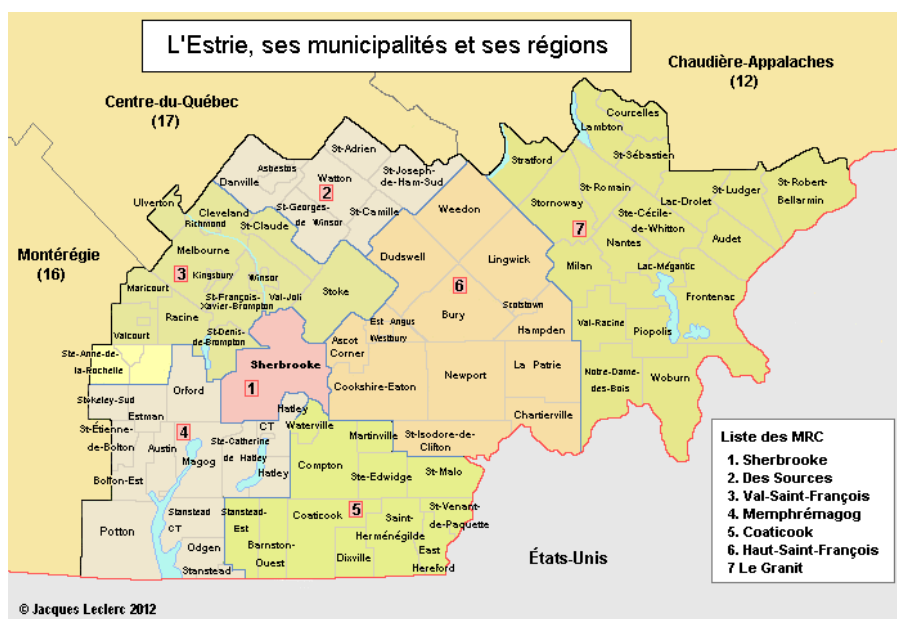 L'Estrie, ses municipalités et ses régions
Chaudière-Appalaches
(12)
Centre-du-Québec
(17)
Montérégie
(16)
Courcelles
Lambton
St-Sébastien
Stratford
St-Adrien
Asbestos
Watton
Danville
2
St-Joseph-
de-Ham-Sud
St-Georges-
de Winsor
St-Camille
Ulverton
Cleveland
Richmond
St-Claude
Weedon
St-Romain
Stornoway
St-Ludger
Lac-Drolet
St-Robert-
Bellarmin
Ste-Cécile-
de-Whitton
Nantes
Audet
7
Melbourne
3
Kingsbury
Winsor
Maricourt
St-François-
Xavier-Brompton
Val-Joli
Stoke
Racine
Valcourt
St-Denis-
de-Brompton
Dudswell
Lingwick
6
Bury
Scotstown
Hampden
Milan
Lac-Mégantic
Frontenac
Val-Racine
Piopolis
Notre-Dame-
des-Bois
Woburn
Est Angus
Westbury
Ascot
Corner
Cookshire-Eaton
Newport
La Patrie
Chartierville
St-Isodore-de-
Clifton
Ste-Anne-de-
la-Rochelle
Sherbrooke
1
Orford
St-Keley-Sud
Estman
St-Étienne-
de-Bolton
Austin
4
Magog
Bolton-Est
Hatley
CT
Ste-Catherine
de Hatley
Hatley
Waterville
Martinville
Compton
Ste-Edwidge
St-Malo
Potton
Stanstead
CT
Odgen
Stanstead
Stanstead-
Est
Barnston-
Ouest
Coaticook
5
Saint-
Herménégilde
St-Venant-
de-Paquette
Dixville
East
Hereford
États-Unis
Liste des MRC
1. Sherbrooke
2. Des Sources
3. Val-Saint-François
4. Memphrémagog
5. Coaticook
6. Haut-Saint-François
7 Le Granit
© Jacques Leclerc 2012